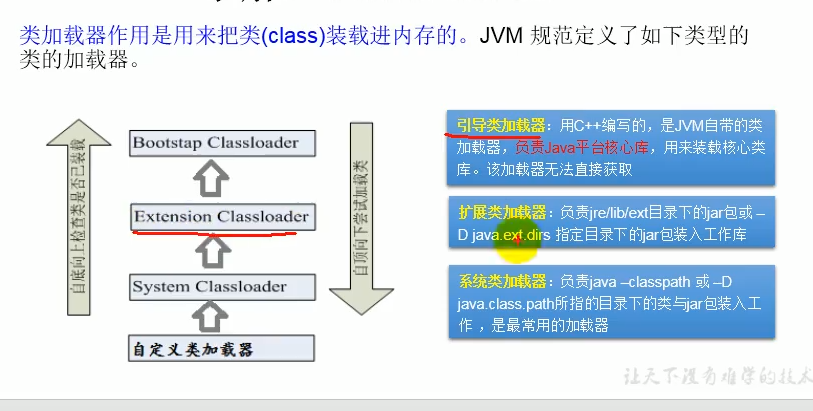 类加载器作用是用来把类(class)装载进内存的。JVM 规范定义了如下类型的
类的加载器。
自底向上检查类是否已装载
Bootstap Classloader
Extension Classloader
System Classloader
自定义类加载器
自顶向下尝试加载类
引导类加载器：用C++编写的，是JVM自带的类
加载器，负责Java平台核心库，用来装载核心类
库。该加载器无法直接获取
扩展类加载器：负责jre/lib/ext目录下的jar包或 –
D java.ext.dirs 指定目录下的jar包装入工作库
系统类加载器：负责java –classpath 或 –D
java.class.path所指的目录下的类与jar包装入工
作 ，是最常用的加载器
让天下没有难学的技术